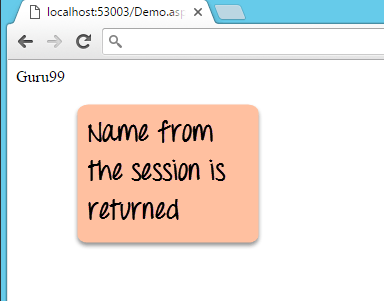 localhost:53003/Demo.asp
Guru99
Name from
the session is
returned